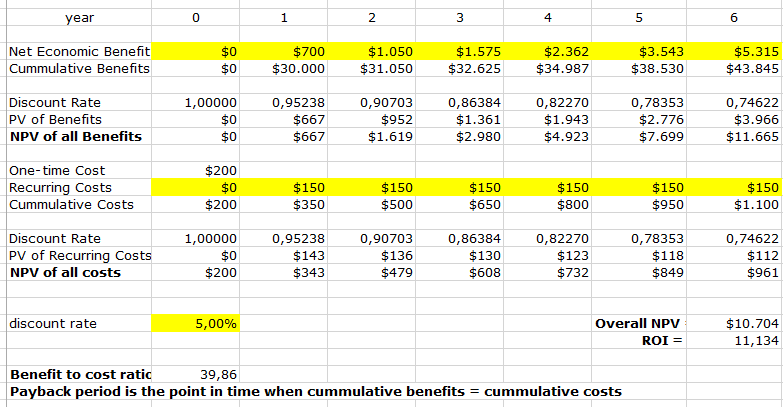 year 0 1 2 3 4 5 6
Net Economic Benefit $0 $700 $1.050 $1.575 $2.362 $3.543 $5.315
Cummulative Benefits $0 $30.000 $31.050 $32.625 $34.987 $38.530 $43.845
Discount Rate 1,00000 0,95238 0,90703 0,86384 0,82270 0,78353 0,74622
PV of Benefits $0 $667 $952 $1.361 $1.943 $2.776 $3.966
NPV of all Benefits $0 $667 $1.619 $2.980 $4.923 $7.699 $11.665
One-time Cost $200
Recurring Costs $0 $150 $150 $150 $150 $150 $150
Cummulative Costs $200 $350 $500 $650 $800 $950 $1.100
Discount Rate 1,00000 0,95238 0,90703 0,86384 0,82270 0,78353 0,74622
PV of Recurring Costs $0 $143 $136 $130 $123 $118 $112
NPV of all costs $200 $343 $479 $608 $732 $849 $961
discount rate 5,00% Overall NPV $10.704
ROI = 11,134
Benefit to cost ratio 39,86
Payback period is the point in time when cummulative benefits = cummulative costs